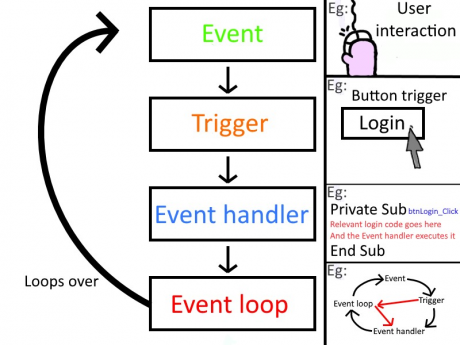 Event
Trigger
Event handler
Event loop
Loops over
Eg:
User
interaction
Eg:
Button trigger
Login
Eg:
Private Sub btnLogin_Click
Relevant login code goes here
And the Event handler executes it
End Sub
Eg:
Event
Trigger
Event loop
Event handler